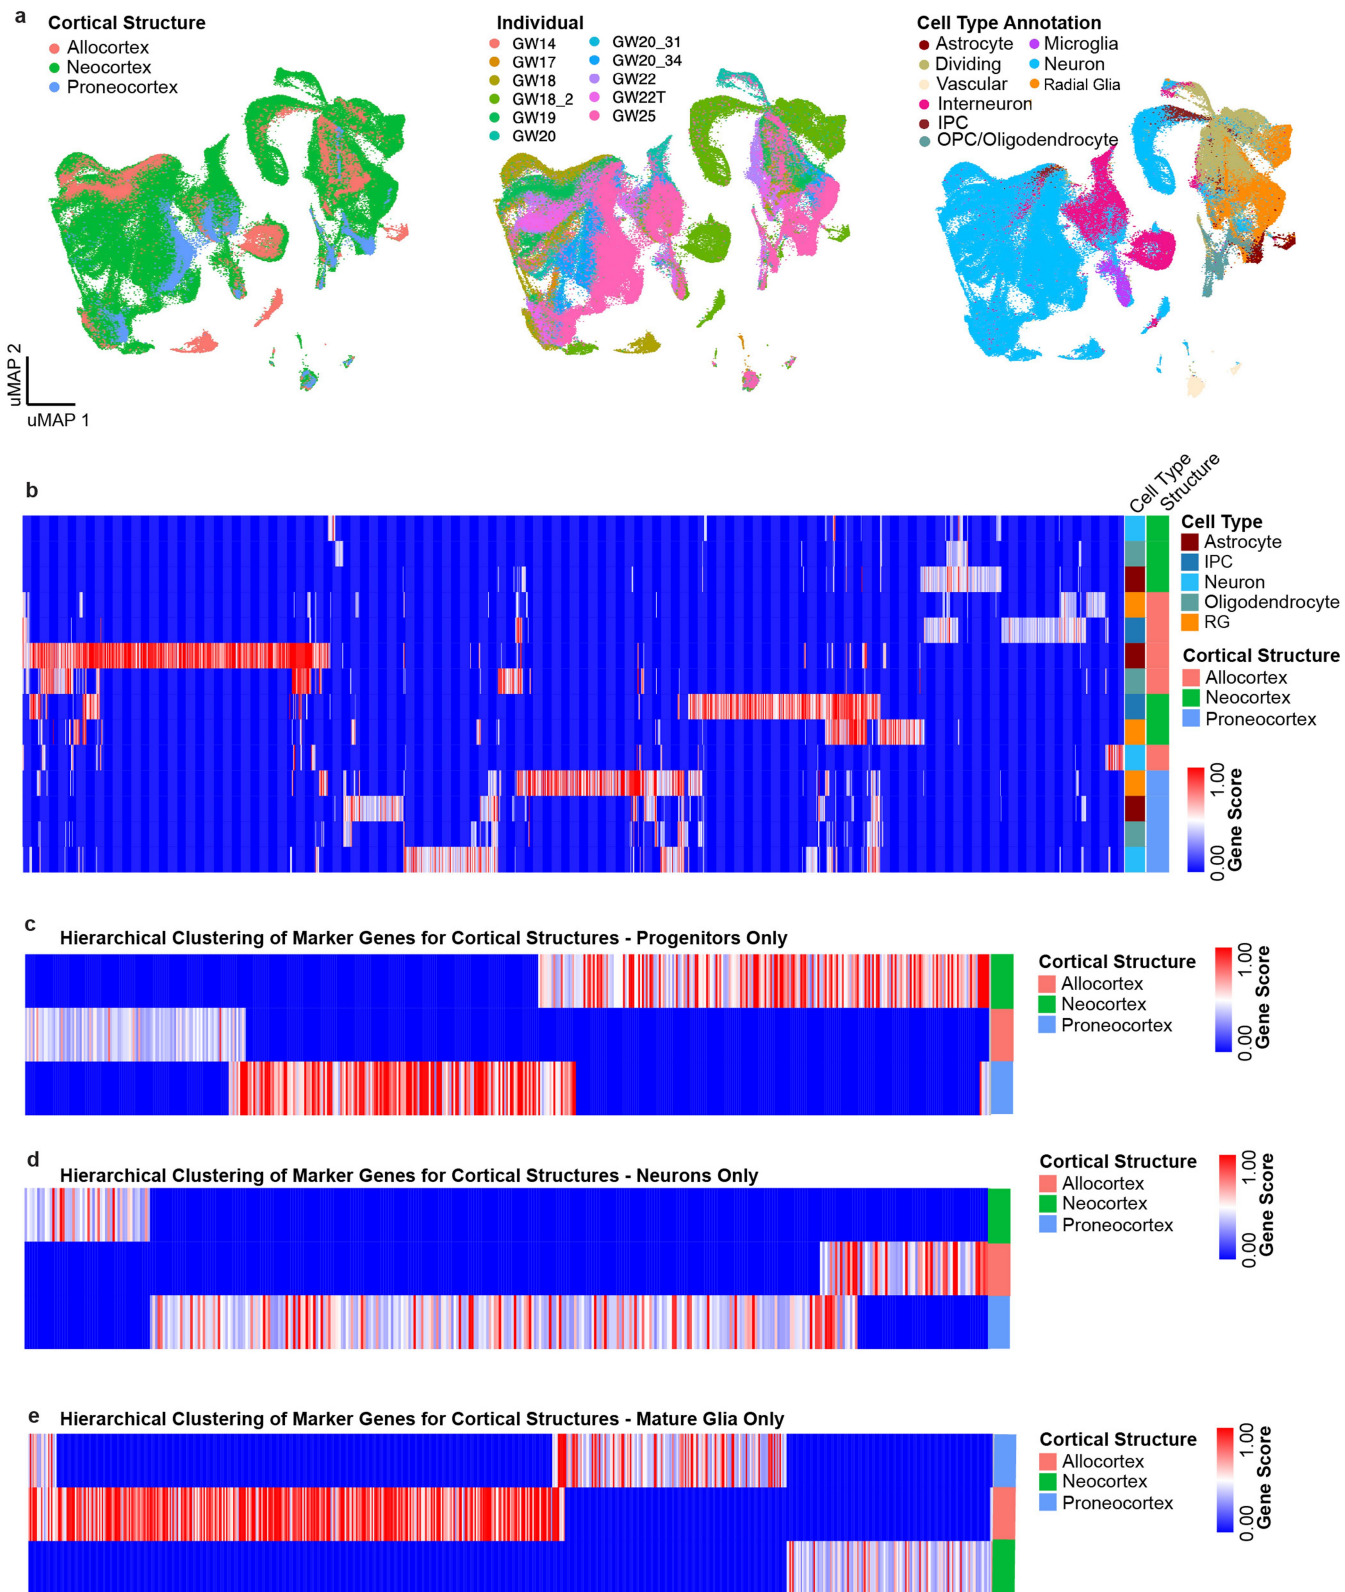 a
Cortical Structure
Allocortex
Neocortex
Proneocortex
Individual
GW14
GW17
GW18
GW18_2
GW19
GW20
GW20_31
GW20_34
GW22
GW22T
GW25
Cell Type Annotation
Astrocyte
Dividing
Vascular
Interneuron
IPC
OPC/Oligodendrocyte
Microglia
Neuron
Radial Glia
uMAP 2
uMAP 1
b
Cell Type
Structure
Cell Type
Astrocyte
IPC
Neuron
Oligodendrocyte
RG
Cortical Structure
Allocortex
Neocortex
Proneocortex
0.00 1.00
Gene Score
c
Hierarchical Clustering of Marker Genes for Cortical Structures - Progenitors Only
Cortical Structure
Allocortex
Neocortex
Proneocortex
0.00 1.00
Gene Score
d
Hierarchical Clustering of Marker Genes for Cortical Structures - Neurons Only
Cortical Structure
Allocortex
Neocortex
Proneocortex
0.00 1.00
Gene Score
e
Hierarchical Clustering of Marker Genes for Cortical Structures - Mature Glia Only
Cortical Structure
Allocortex
Neocortex
Proneocortex
0.00 1.00
Gene Score